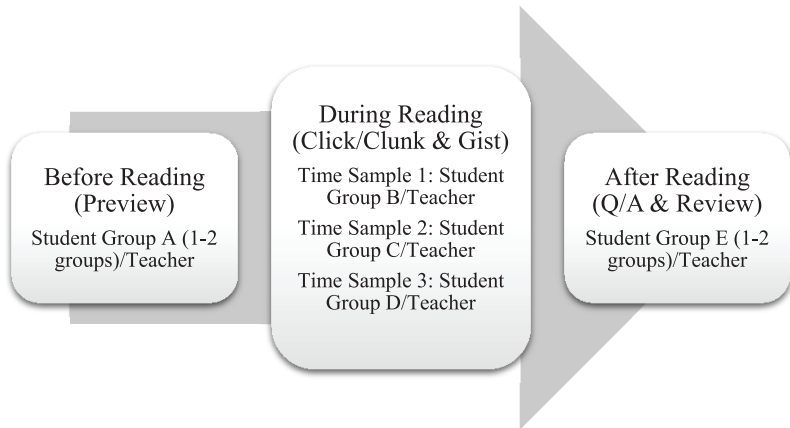 Before Reading
(Preview)
Student Group A (1-2
groups)/Teacher
During Reading
(Click/Clunk & Gist)
Time Sample 1: Student
Group B/Teacher
Time Sample 2: Student
Group C/Teacher
Time Sample 3: Student
Group D/Teacher
After Reading
(Q/A & Review)
Student Group E (1-2
groups)/Teacher